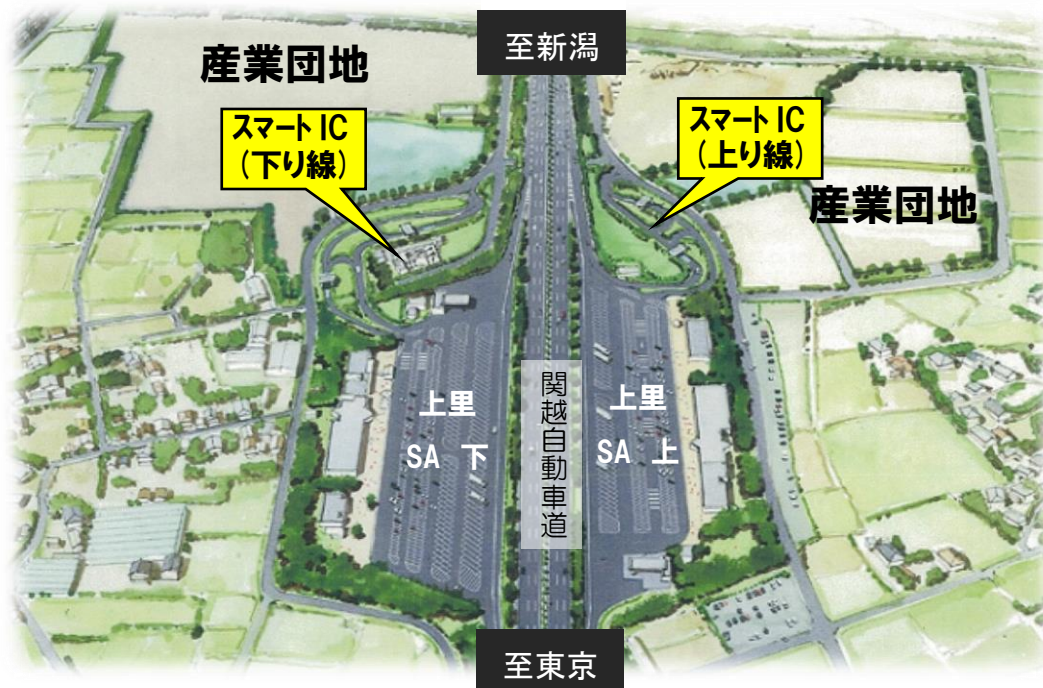 至新潟
産業団地
スマートIC
(下り線)
スマートIC
(上り線)
産業団地
上里
SA 下
関越自動車道
上里
SA 上
至東京